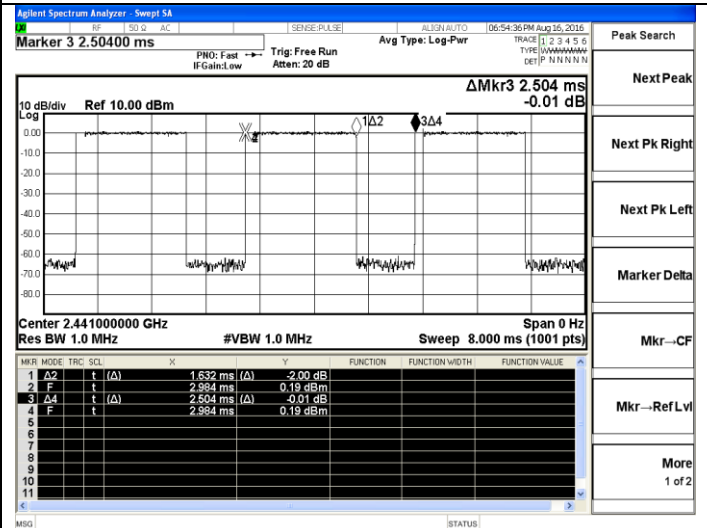 Agilent Spectrum Analyzer - Swept SA
LXI RF 50 Ω AC SENSE:PULSE ALIGN AUTO 06:54:36 PM Aug 16, 2016
Marker 3 2.50400 ms
PNO: Fast
IFGain:Low
Trig: Free Run
Atten: 20 dB
Avg Type: Log-Pwr
TRACE 1 2 3 4 5 6
TYPE
DET P N N N N N
ΔMkr3 2.504 ms
-0.01 dB
10 dB/div Ref 10.00 dBm
Log
1Δ2
3Δ4
0.00
-10.0
-20.0
-30.0
-40.0
-50.0
-60.0
-70.0
-80.0
Center 2.441000000 GHz Span 0 Hz
Res BW 1.0 MHz #VBW 1.0 MHz Sweep 8.000 ms (1001 pts)
MKR MODE TRC SCL X Y FUNCTION FUNCTION WIDTH FUNCTION VALUE
1 Δ2 t (Δ) 1.632 ms (Δ) -2.00 dB
2 F t 2.984 ms 0.19 dBm
3 Δ4 t (Δ) 2.504 ms (Δ) -0.01 dB
4 F t 2.984 ms 0.19 dBm
5
6
7
8
9
10
11
MSG STATUS
Peak Search
Next Peak
Next Pk Right
Next Pk Left
Marker Delta
Mkr→CF
Mkr→Ref Lvl
More
1 of 2